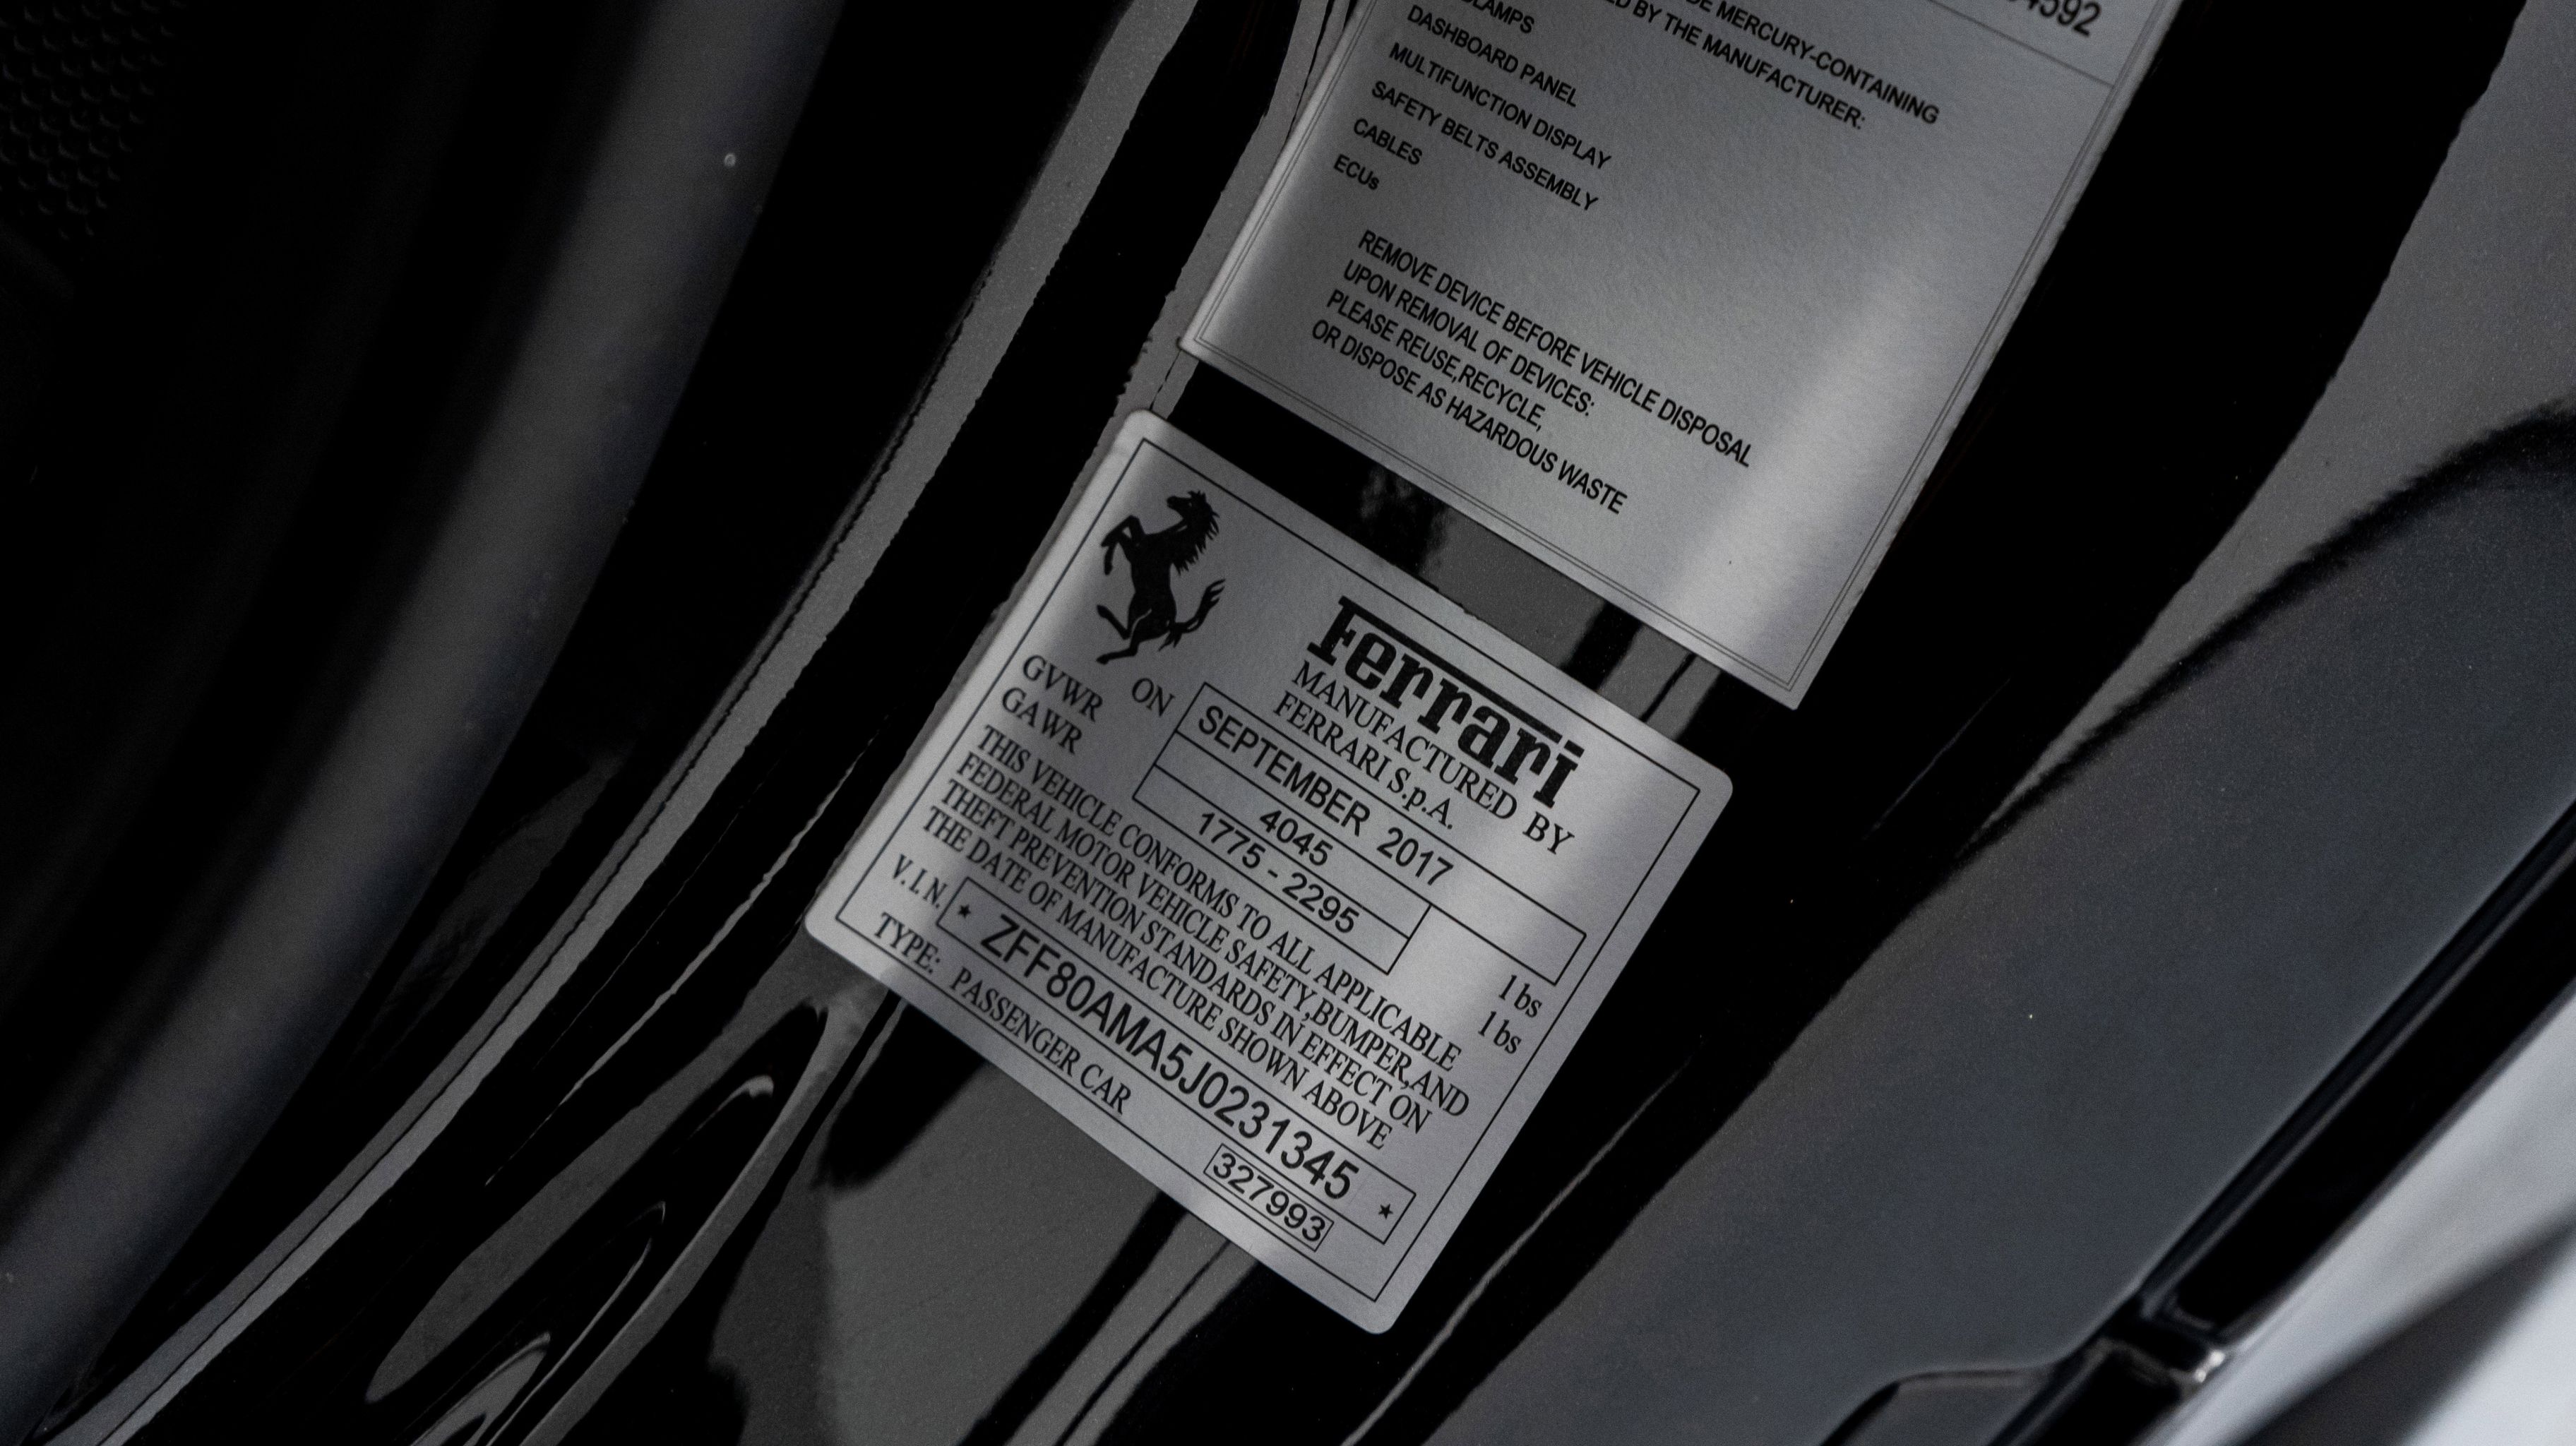 4592
DE MERCURY-CONTAINING
BY THE MANUFACTURER:
LAMPS
DASHBOARD PANEL
MULTIFUNCTION DISPLAY
SAFETY BELTS ASSEMBLY
CABLES
ECUs
REMOVE DEVICE BEFORE VEHICLE DISPOSAL
UPON REMOVAL OF DEVICES:
PLEASE REUSE,RECYCLE,
OR DISPOSE AS HAZARDOUS WASTE
Ferrari
MANUFACTURED BY
FERRARI S.p.A.
ON SEPTEMBER 2017
GVWR 4045 lbs
GAWR 1775 - 2295 lbs
THIS VEHICLE CONFORMS TO ALL APPLICABLE
FEDERAL MOTOR VEHICLE SAFETY,BUMPER,AND
THEFT PREVENTION STANDARDS IN EFFECT ON
THE DATE OF MANUFACTURE SHOWN ABOVE
V.I.N. ★ ZFF80AMA5J0231345 ★
TYPE: PASSENGER CAR 327993